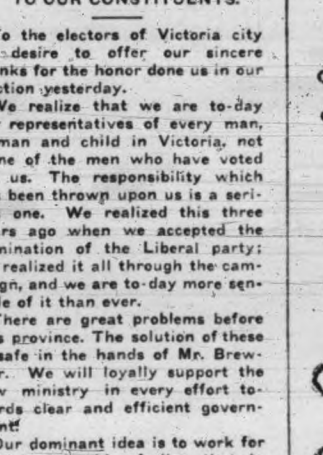 TO OUR CONSTITUENTS.
o the electors of Victoria city
desire to offer our sincere
nks for the honor done us in our
ction yesterday.
We realize that we are to-day
representatives of every man,
man and child in Victoria, not
ne of the men who have voted
us. The responsibility which
been thrown upon us is a seri-
one. We realized this three
rs ago when we accepted the
mination of the Liberal party;
realized it all through the cam-
gn, and we are to-day more sen-
le of it than ever.
There are great problems before
s province. The solution of these
safe in the hands of Mr. Brew-
r. We will loyally support the
w ministry in every effort to-
rds clear and efficient govern-
nt.
Our dominant idea is to work for